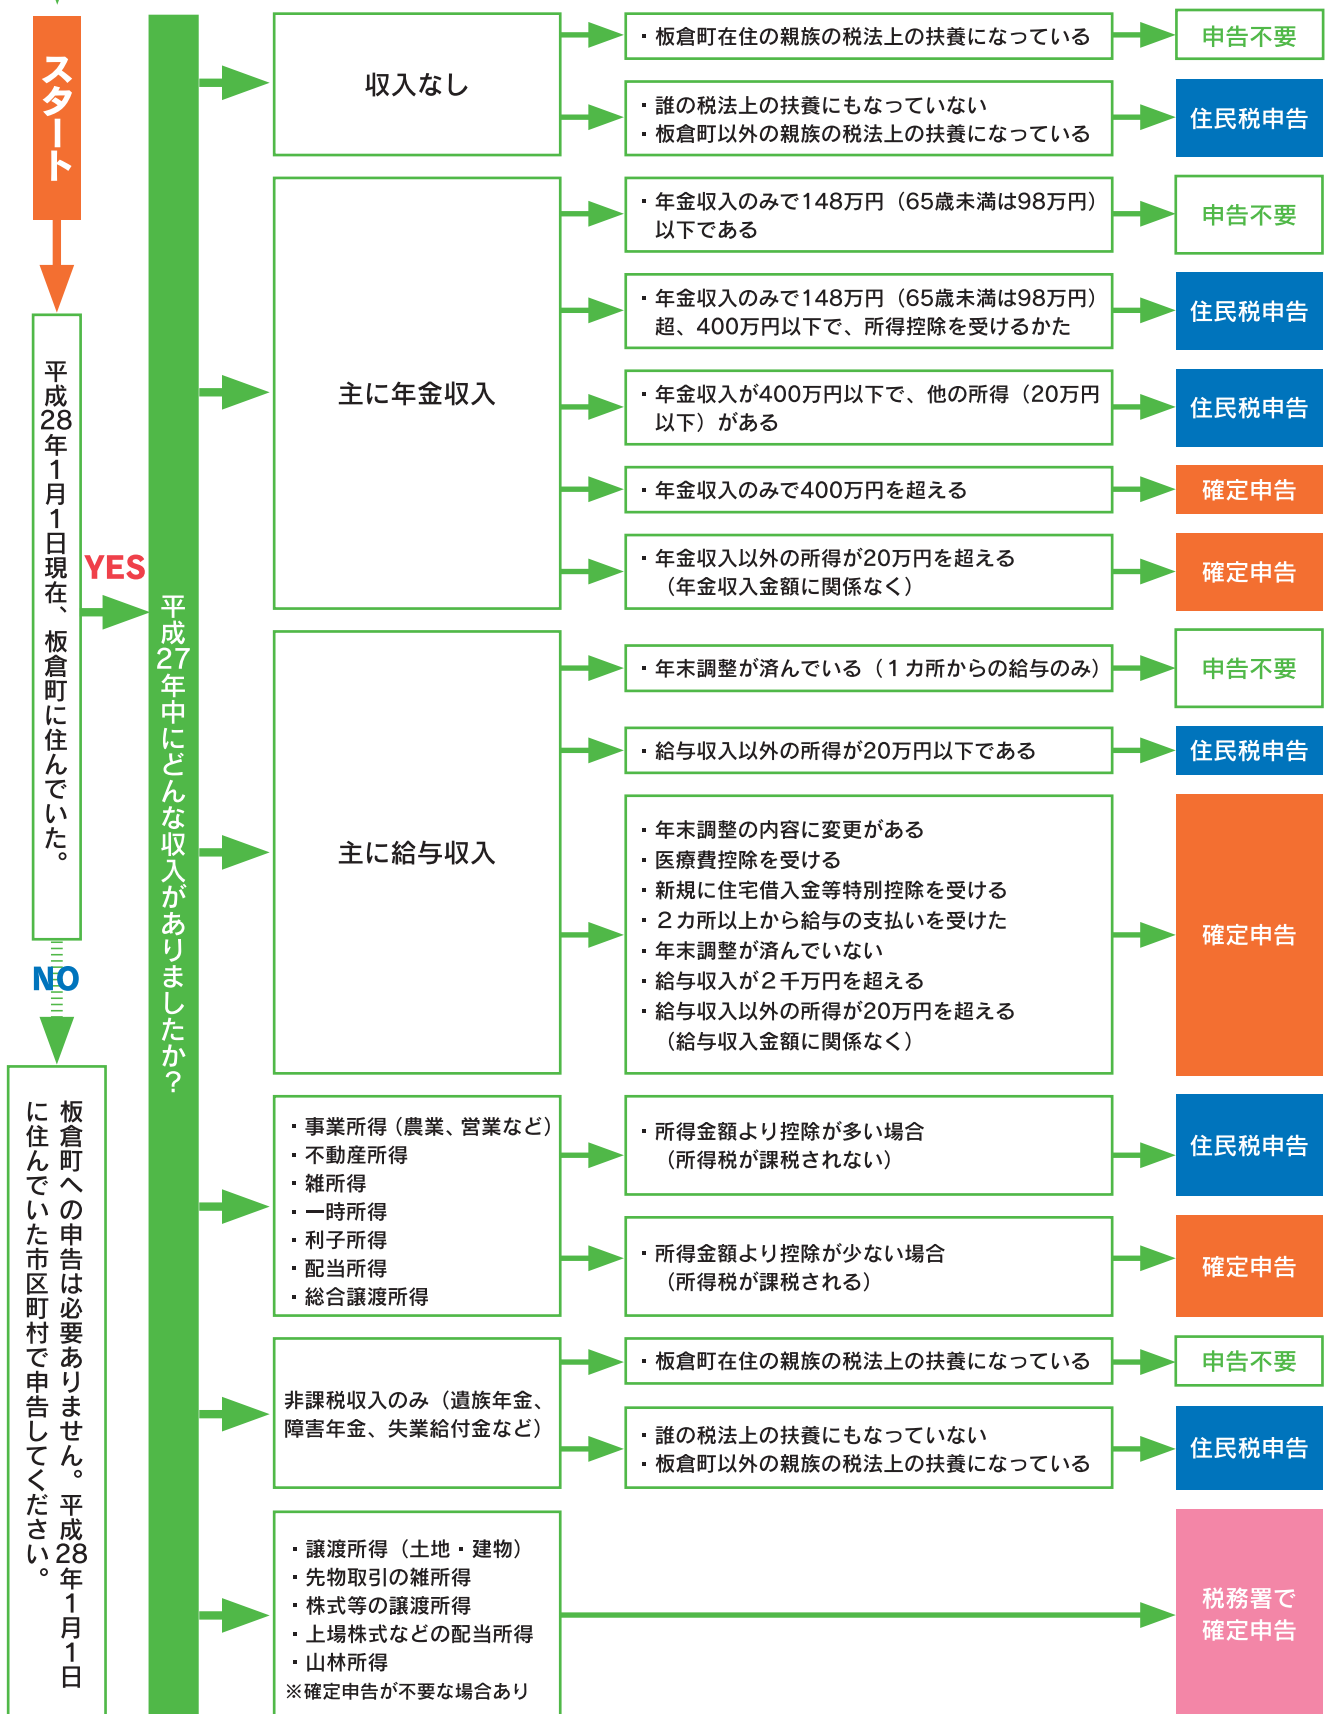 スタート
平成28年1月1日現在、板倉町に住んでいた。
YES
NO
板倉町への申告は必要ありません。平成28年1月1日
に住んでいた市区町村で申告してください。
平成27年中にどんな収入がありましたか？
収入なし
・板倉町在住の親族の税法上の扶養になっている
申告不要
・誰の税法上の扶養にもなっていない
・板倉町以外の親族の税法上の扶養になっている
住民税申告
主に年金収入
・年金収入のみで148万円（65歳未満は98万円）
以下である
申告不要
・年金収入のみで148万円（65歳未満は98万円）
超、400万円以下で、所得控除を受けるかた
住民税申告
・年金収入が400万円以下で、他の所得（20万円
以下）がある
住民税申告
・年金収入のみで400万円を超える
確定申告
・年金収入以外の所得が20万円を超える
（年金収入金額に関係なく）
確定申告
主に給与収入
・年末調整が済んでいる（１カ所からの給与のみ）
申告不要
・給与収入以外の所得が20万円以下である
住民税申告
・年末調整の内容に変更がある
・医療費控除を受ける
・新規に住宅借入金等特別控除を受ける
・２カ所以上から給与の支払いを受けた
・年末調整が済んでいない
・給与収入が２千万円を超える
・給与収入以外の所得が20万円を超える
（給与収入金額に関係なく）
確定申告
・事業所得（農業、営業など）
・不動産所得
・雑所得
・一時所得
・利子所得
・配当所得
・総合譲渡所得
・所得金額より控除が多い場合
（所得税が課税されない）
住民税申告
・所得金額より控除が少ない場合
（所得税が課税される）
確定申告
非課税収入のみ（遺族年金、
障害年金、失業給付金など）
・板倉町在住の親族の税法上の扶養になっている
申告不要
・誰の税法上の扶養にもなっていない
・板倉町以外の親族の税法上の扶養になっている
住民税申告
・譲渡所得（土地・建物）
・先物取引の雑所得
・株式等の譲渡所得
・上場株式などの配当所得
・山林所得
※確定申告が不要な場合あり
税務署で
確定申告